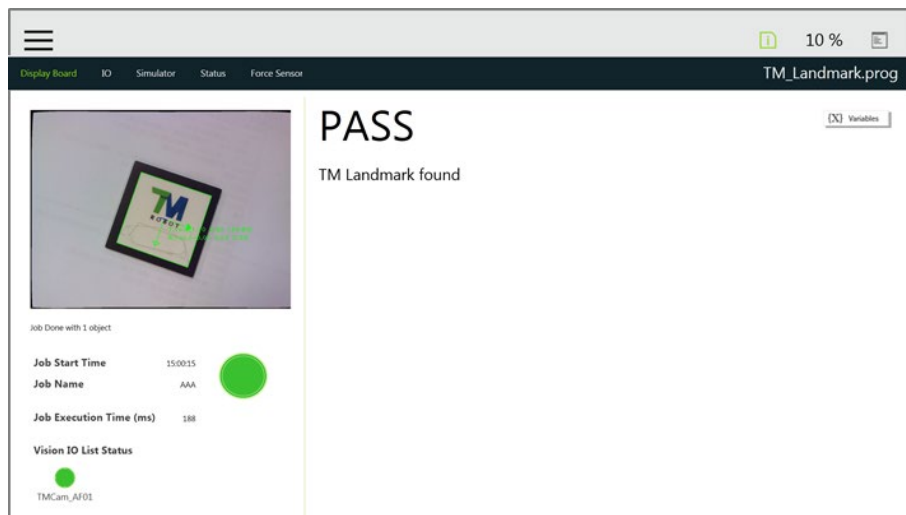 10 %
Display Board IO Simulator Status Force Sensor
TM_Landmark.prog
TM
ROBOT
PASS
{X} Variables
TM Landmark found
Job Done with 1 object
Job Start Time 15:00:15
Job Name AAA
Job Execution Time (ms) 188
Vision IO List Status
TMCam_AF01